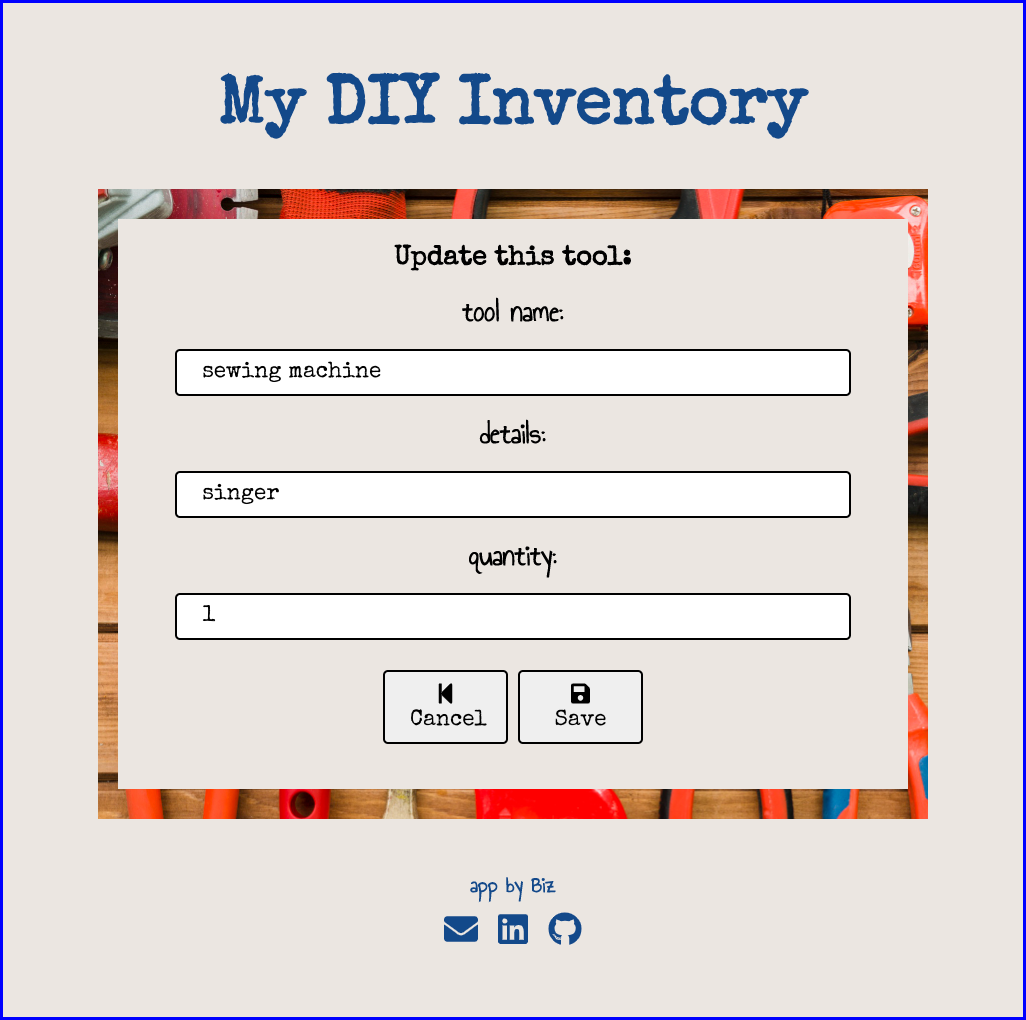 My DIY Inventory
Update this tool:
tool name:
sewing machine
details:
singer
quantity:
1
Cancel
Save
app by Biz
in